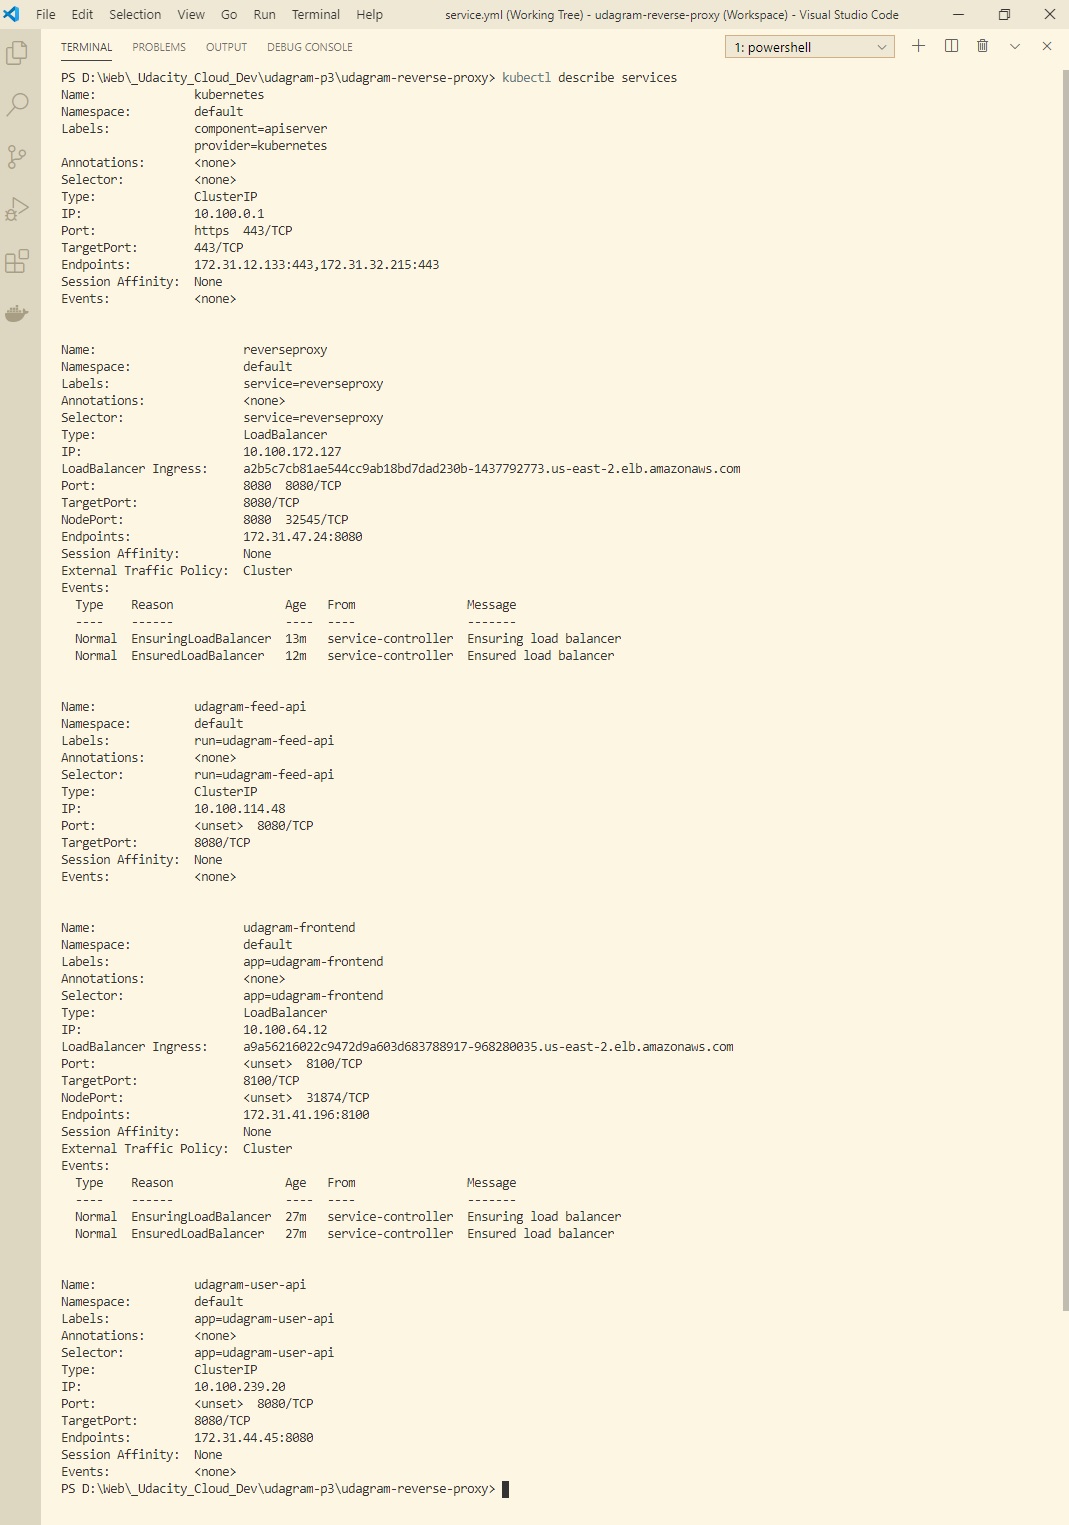 File Edit Selection View Go Run Terminal Help service.yml (Working Tree) - udagram-reverse-proxy (Workspace) - Visual Studio Code
TERMINAL PROBLEMS OUTPUT DEBUG CONSOLE 1: powershell
PS D:\Web\_Udacity_Cloud_Dev\udagram-p3\udagram-reverse-proxy> kubectl describe services
Name: kubernetes
Namespace: default
Labels: component=apiserver
provider=kubernetes
Annotations: <none>
Selector: <none>
Type: ClusterIP
IP: 10.100.0.1
Port: https 443/TCP
TargetPort: 443/TCP
Endpoints: 172.31.12.133:443,172.31.32.215:443
Session Affinity: None
Events: <none>
Name: reverseproxy
Namespace: default
Labels: service=reverseproxy
Annotations: <none>
Selector: service=reverseproxy
Type: LoadBalancer
IP: 10.100.172.127
LoadBalancer Ingress: a2b5c7cb81ae544cc9ab18bd7dad230b-1437792773.us-east-2.elb.amazonaws.com
Port: 8080 8080/TCP
TargetPort: 8080/TCP
NodePort: 8080 32545/TCP
Endpoints: 172.31.47.24:8080
Session Affinity: None
External Traffic Policy: Cluster
Events:
Type Reason Age From Message
---- ------ ---- ---- -------
Normal EnsuringLoadBalancer 13m service-controller Ensuring load balancer
Normal EnsuredLoadBalancer 12m service-controller Ensured load balancer
Name: udagram-feed-api
Namespace: default
Labels: run=udagram-feed-api
Annotations: <none>
Selector: run=udagram-feed-api
Type: ClusterIP
IP: 10.100.114.48
Port: <unset> 8080/TCP
TargetPort: 8080/TCP
Session Affinity: None
Events: <none>
Name: udagram-frontend
Namespace: default
Labels: app=udagram-frontend
Annotations: <none>
Selector: app=udagram-frontend
Type: LoadBalancer
IP: 10.100.64.12
LoadBalancer Ingress: a9a56216022c9472d9a603d683788917-968280035.us-east-2.elb.amazonaws.com
Port: <unset> 8100/TCP
TargetPort: 8100/TCP
NodePort: <unset> 31874/TCP
Endpoints: 172.31.41.196:8100
Session Affinity: None
External Traffic Policy: Cluster
Events:
Type Reason Age From Message
---- ------ ---- ---- -------
Normal EnsuringLoadBalancer 27m service-controller Ensuring load balancer
Normal EnsuredLoadBalancer 27m service-controller Ensured load balancer
Name: udagram-user-api
Namespace: default
Labels: app=udagram-user-api
Annotations: <none>
Selector: app=udagram-user-api
Type: ClusterIP
IP: 10.100.239.20
Port: <unset> 8080/TCP
TargetPort: 8080/TCP
Endpoints: 172.31.44.45:8080
Session Affinity: None
Events: <none>
PS D:\Web\_Udacity_Cloud_Dev\udagram-p3\udagram-reverse-proxy>